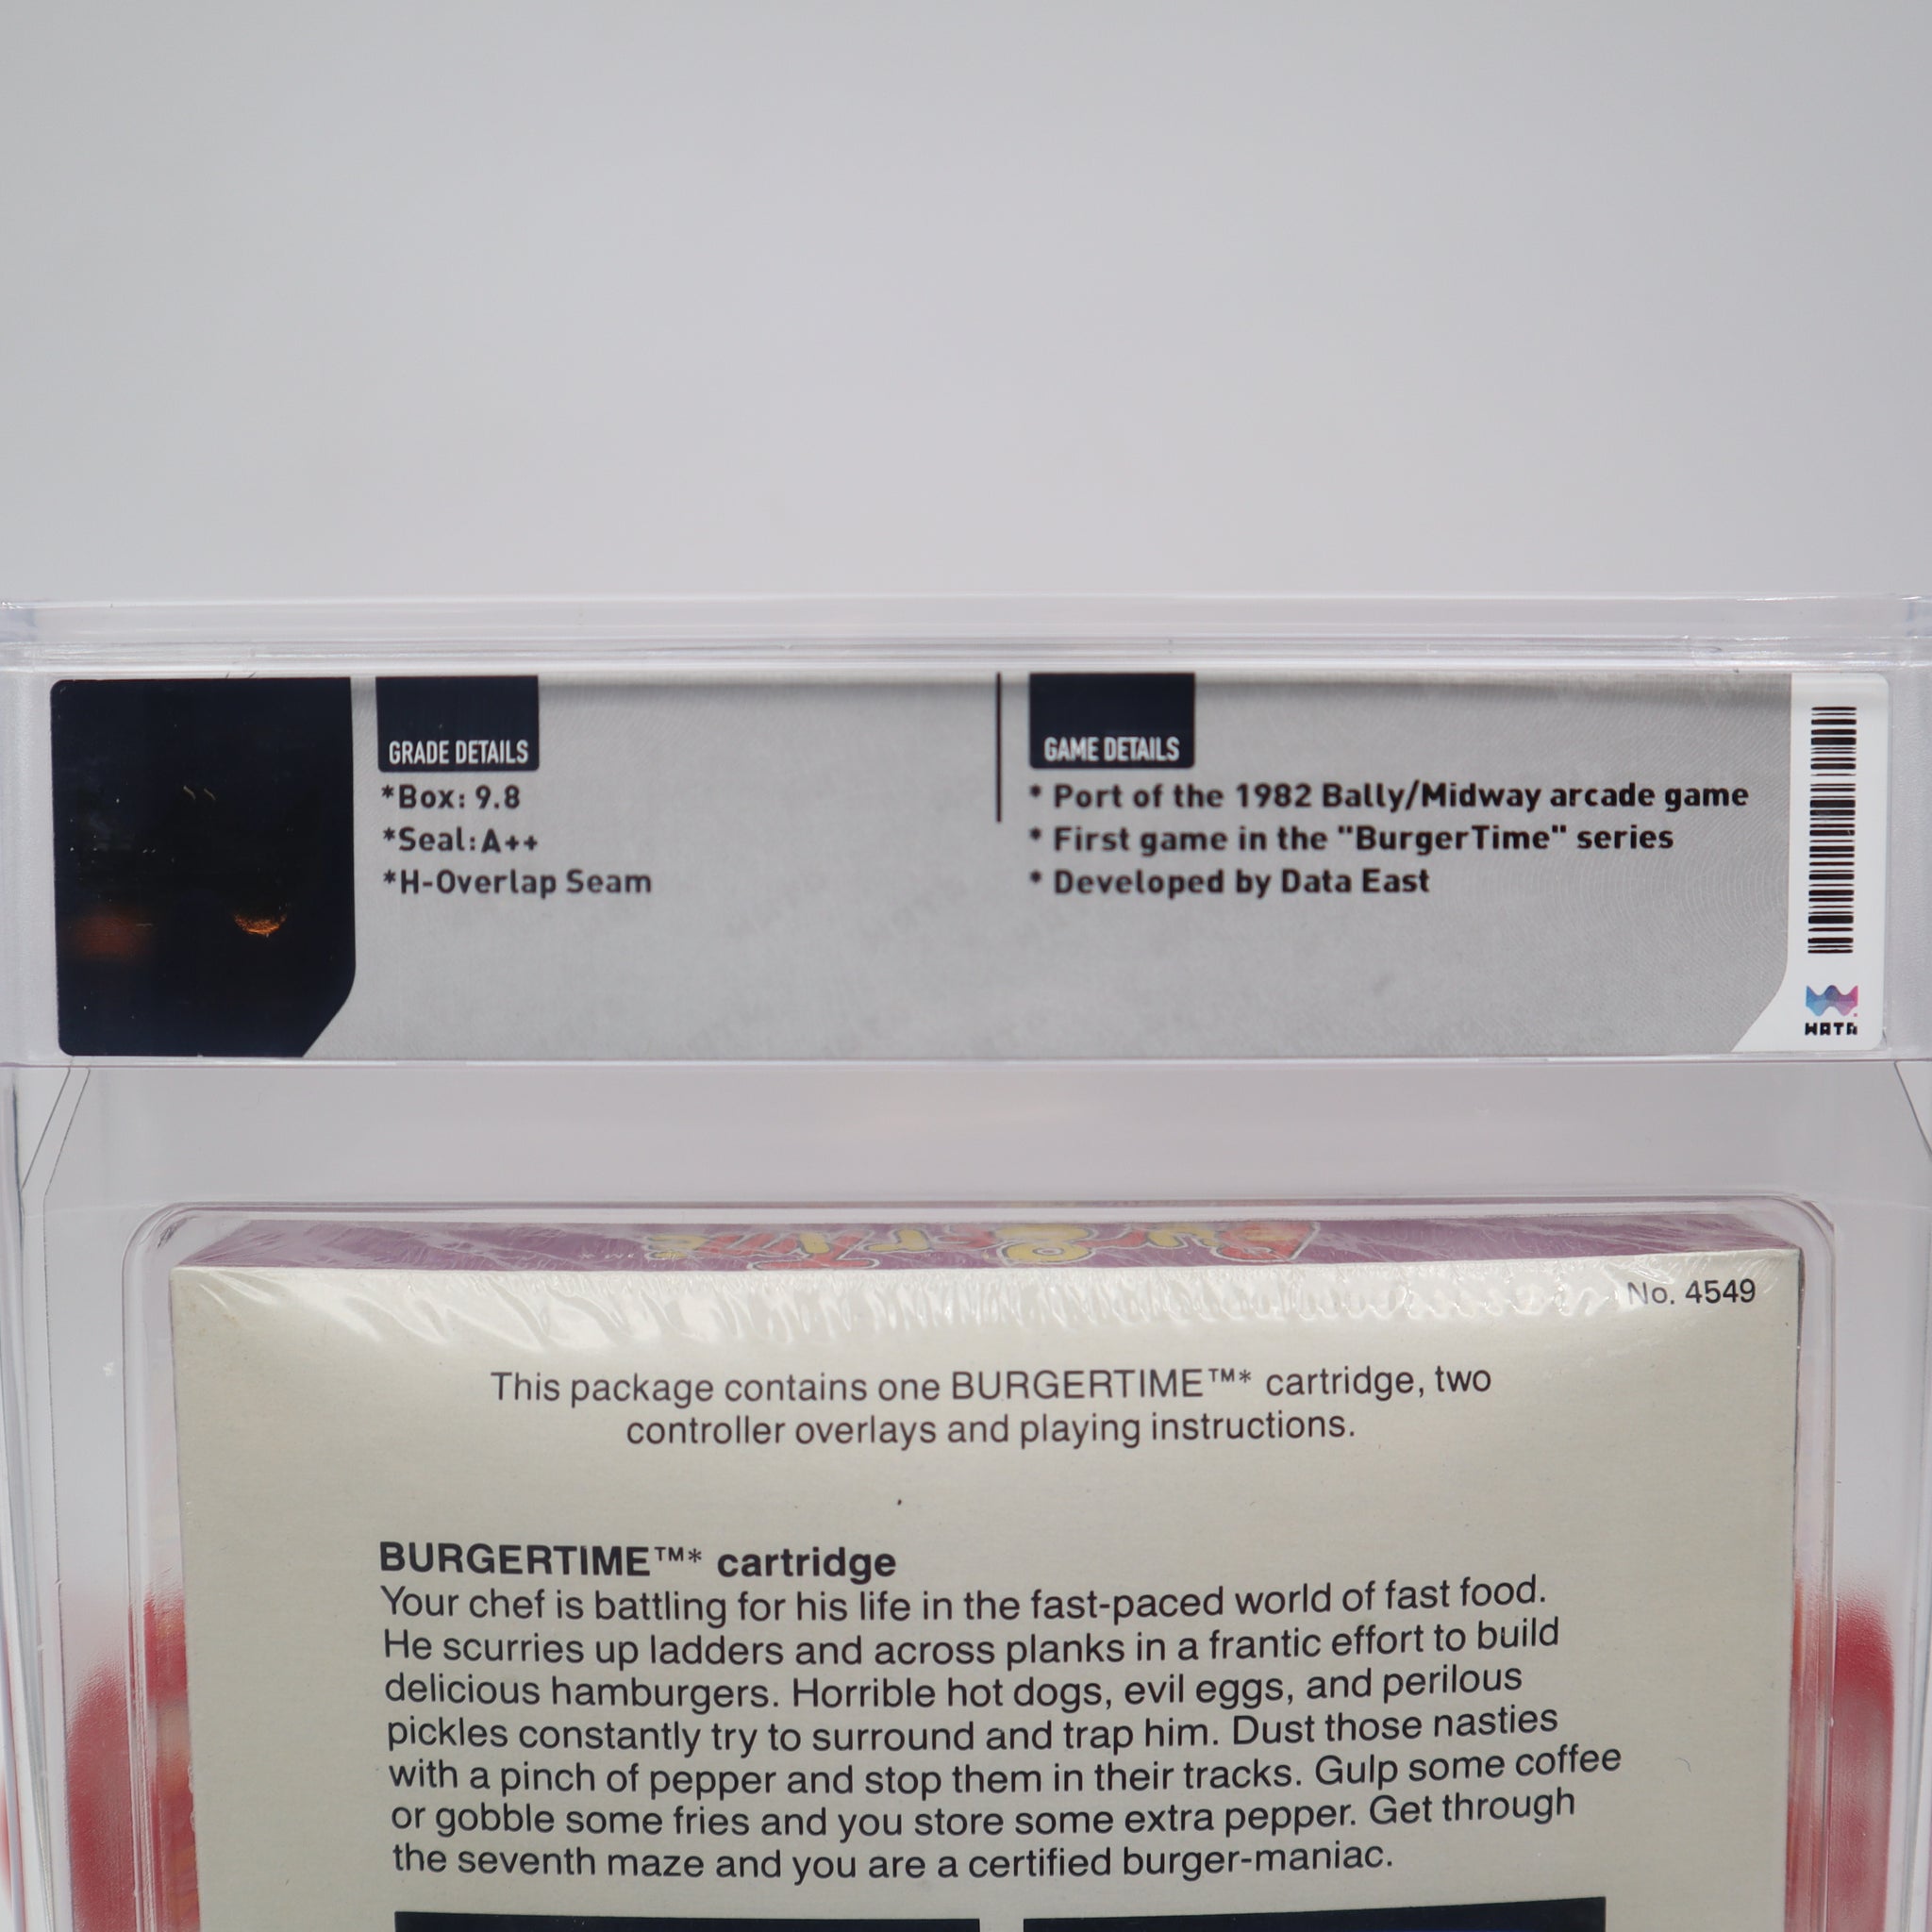 GRADE DETAILS
*Box: 9.8
*Seal: A++
*H-Overlap Seam
GAME DETAILS
* Port of the 1982 Bally/Midway arcade game
* First game in the "BurgerTime" series
* Developed by Data East
WATA
BurgerTime
No. 4549
This package contains one BURGERTIME™* cartridge, two
controller overlays and playing instructions.
BURGERTIME™* cartridge
Your chef is battling for his life in the fast-paced world of fast food.
He scurries up ladders and across planks in a frantic effort to build
delicious hamburgers. Horrible hot dogs, evil eggs, and perilous
pickles constantly try to surround and trap him. Dust those nasties
with a pinch of pepper and stop them in their tracks. Gulp some coffee
or gobble some fries and you store some extra pepper. Get through
the seventh maze and you are a certified burger-maniac.